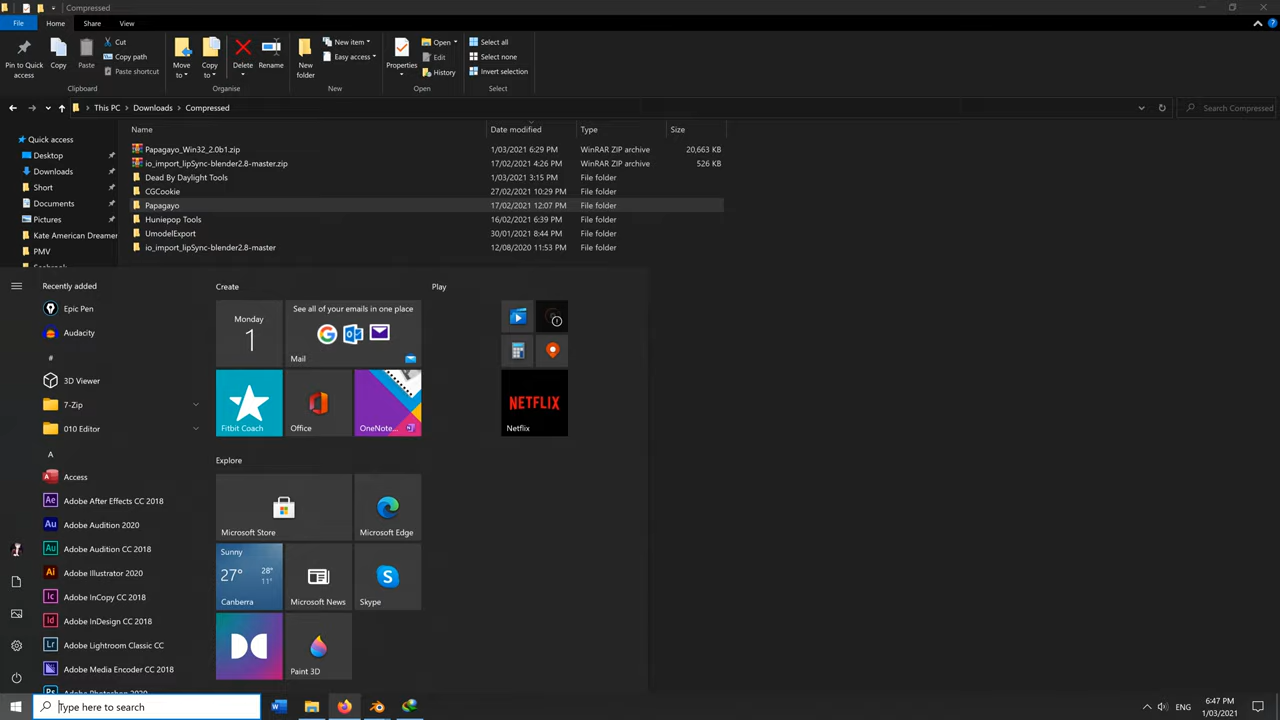 Compressed
File Home Share View
Pin to Quick access
Copy
Paste
Cut
Copy path
Paste shortcut
Move to
Copy to
Delete
Rename
New folder
New item
Easy access
Properties
Open
Edit
History
Select all
Select none
Invert selection
Clipboard Organise New Open Select
This PC Downloads Compressed
Search Compressed
Name Date modified Type Size
Quick access
Desktop
Downloads
Short
Documents
Pictures
Kate American Dreamer
PMV
Papagayo_Win32_2.0b1.zip 1/03/2021 6:29 PM WinRAR ZIP archive 20,663 KB
io_import_lipSync-blender2.8-master.zip 17/02/2021 4:26 PM WinRAR ZIP archive 526 KB
Dead By Daylight Tools 1/03/2021 3:15 PM File folder
CGCookie 27/02/2021 10:29 PM File folder
Papagayo 17/02/2021 12:07 PM File folder
Huniepop Tools 16/02/2021 6:39 PM File folder
UmodelExport 30/01/2021 8:44 PM File folder
io_import_lipSync-blender2.8-master 12/08/2020 11:53 PM File folder
Recently added
Epic Pen
Audacity
#
3D Viewer
7-Zip
010 Editor
A
Access
Adobe After Effects CC 2018
Adobe Audition 2020
Adobe Audition CC 2018
Adobe Illustrator 2020
Adobe InCopy CC 2018
Adobe InDesign CC 2018
Adobe Lightroom Classic CC
Adobe Media Encoder CC 2018
Adobe Photoshop 2020
Create
Monday
1
See all of your emails in one place
Mail
Fitbit Coach
Office
OneNote...
Explore
Microsoft Store
Microsoft Edge
Sunny
27° 28°
11°
Canberra
Microsoft News
Skype
Paint 3D
Play
NETFLIX
Netflix
Type here to search
ENG
6:47 PM
1/03/2021